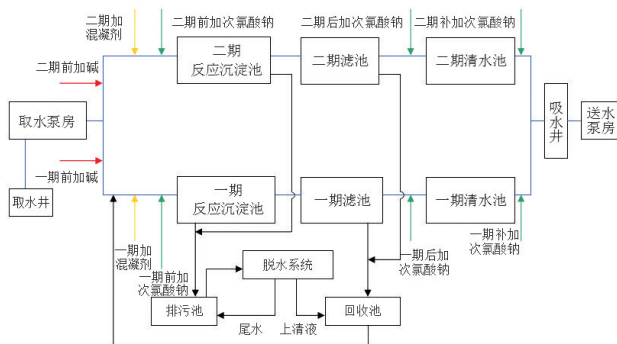 二期加
混凝剂
二期前加次氯酸钠
二期后加次氯酸钠
二期补加次氯酸钠
二期前加碱
二期
反应沉淀池
二期滤池
二期清水池
取水泵房
吸
水
井
送水
泵房
一期前加碱
取水井
一期
反应沉淀池
一期滤池
一期清水池
一期加
混凝剂
一期前加
次氯酸钠
脱水系统
一期后加
次氯酸钠
一期补加
次氯酸钠
排污池
尾水
上清液
回收池